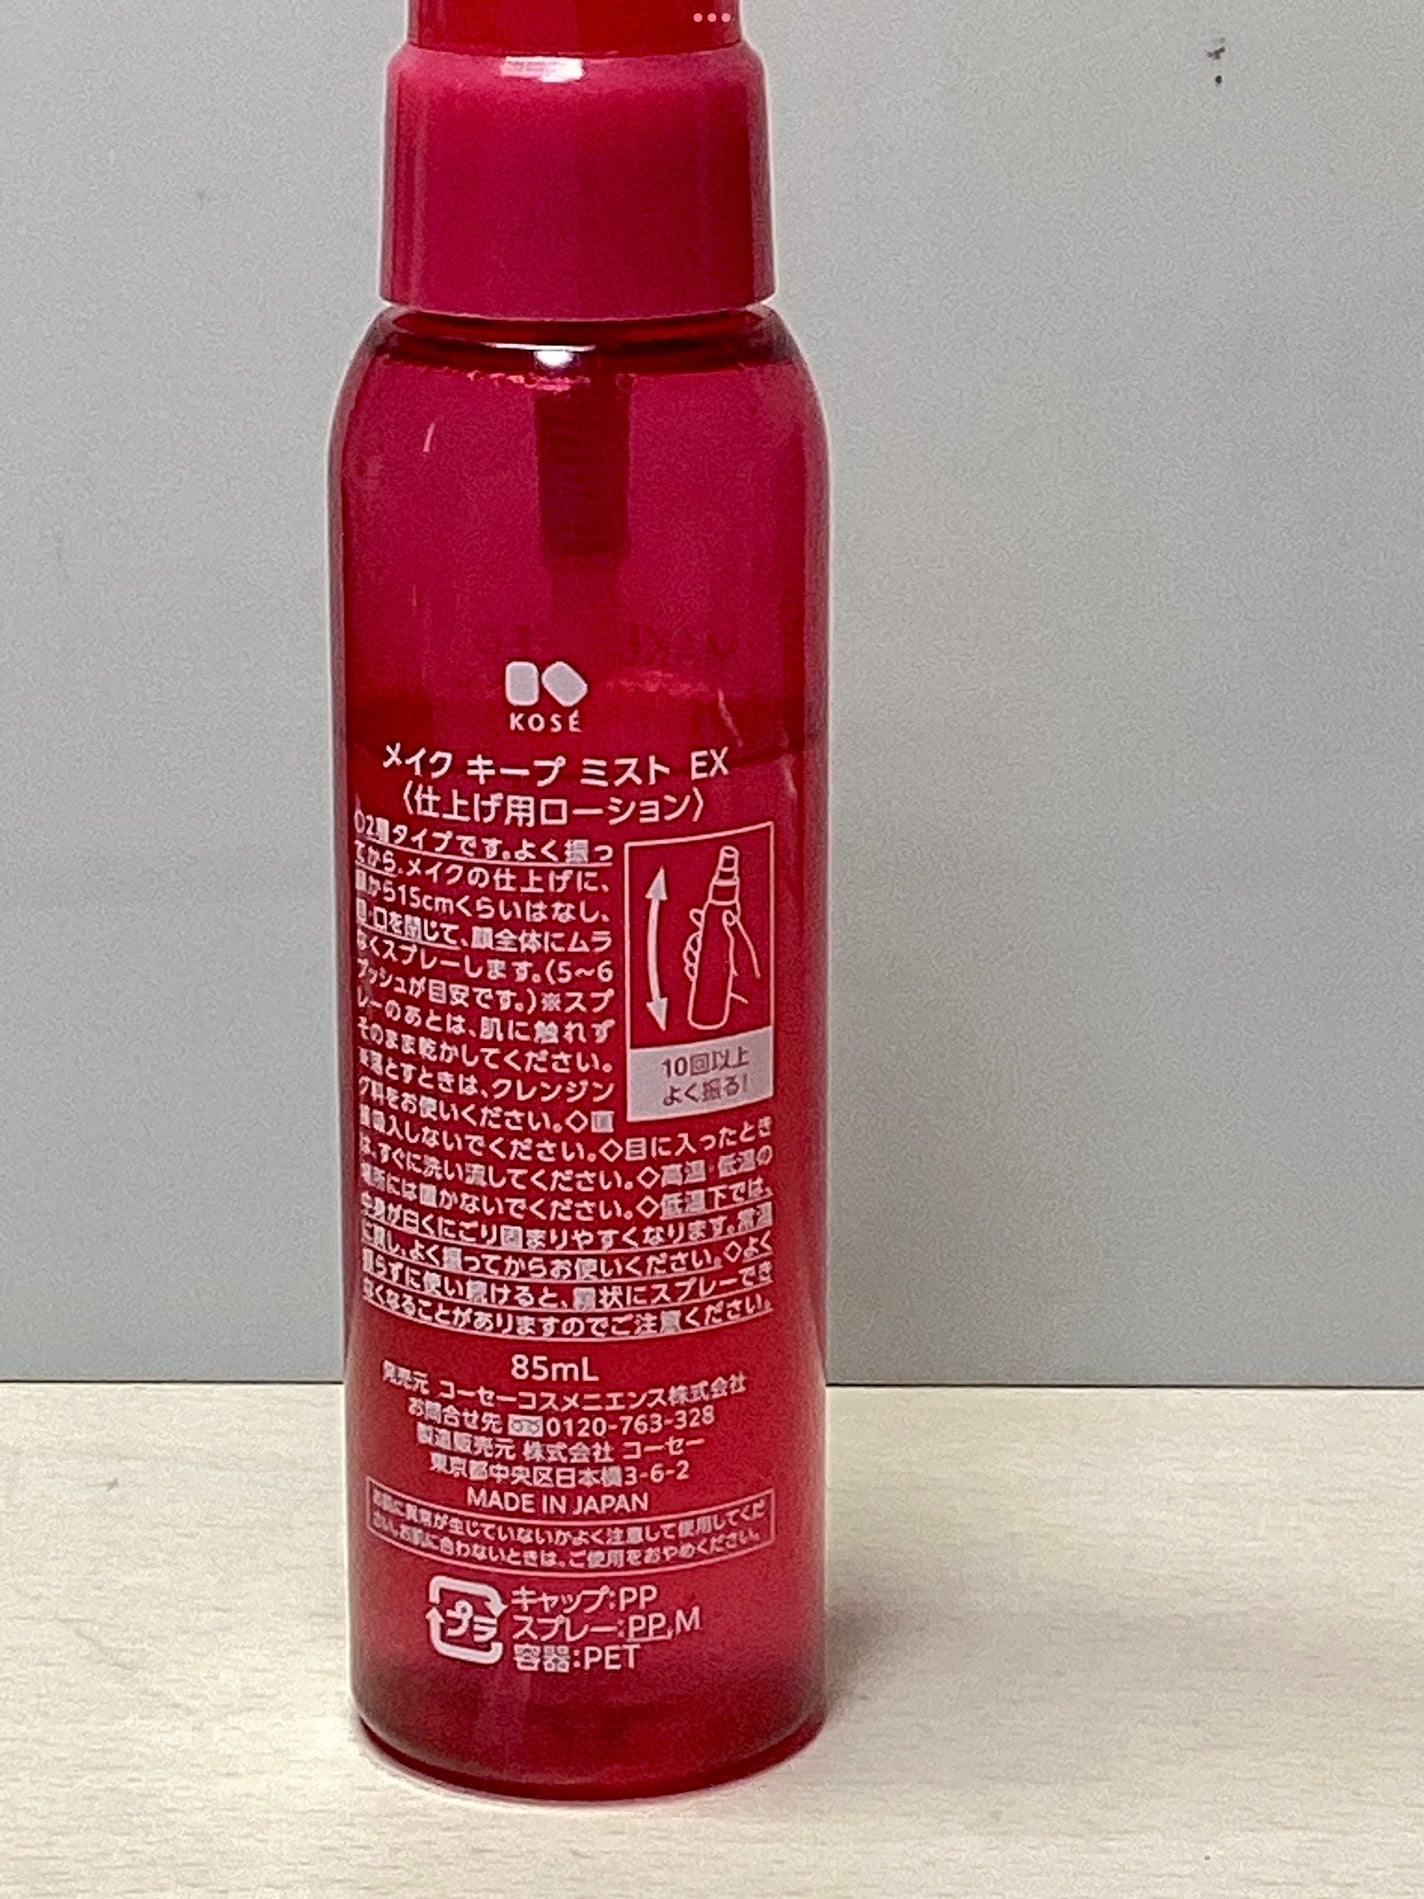 KOSÉ
メイク キープ ミスト EX
〈仕上げ用ローション〉
◇2層タイプです。よく振っ
てから、メイクの仕上げに、
顔から15cmくらいはなし、
目・口を閉じて、顔全体にムラ
なくスプレーします。(5~6
プッシュが目安です。)※スプ
レーのあとは、肌に触れず
そのまま乾かしてください。
※落とすときは、クレンジン
グ料をお使いください。◇直
接吸入しないでください。◇目に入ったとき
は、すぐに洗い流してください。◇高温・低温の
場所には置かないでください。◇低温下では、
中身が白くにごり固まりやすくなります。常温
に戻し、よく振ってからお使いください。◇よく
振らずに使い続けると、霧状にスプレーでき
なくなることがありますのでご注意ください。
10回以上
よく振る!
85mL
発売元 コーセーコスメニエンス株式会社
お問合せ先 0120-763-328
製造販売元 株式会社 コーセー
東京都中央区日本橋3-6-2
MADE IN JAPAN
お肌に異常が生じていないかよく注意して使用してくだ
さい。お肌に合わないときは、ご使用をおやめください。
プラ
キャップ:PP
スプレー:PP,M
容器:PET